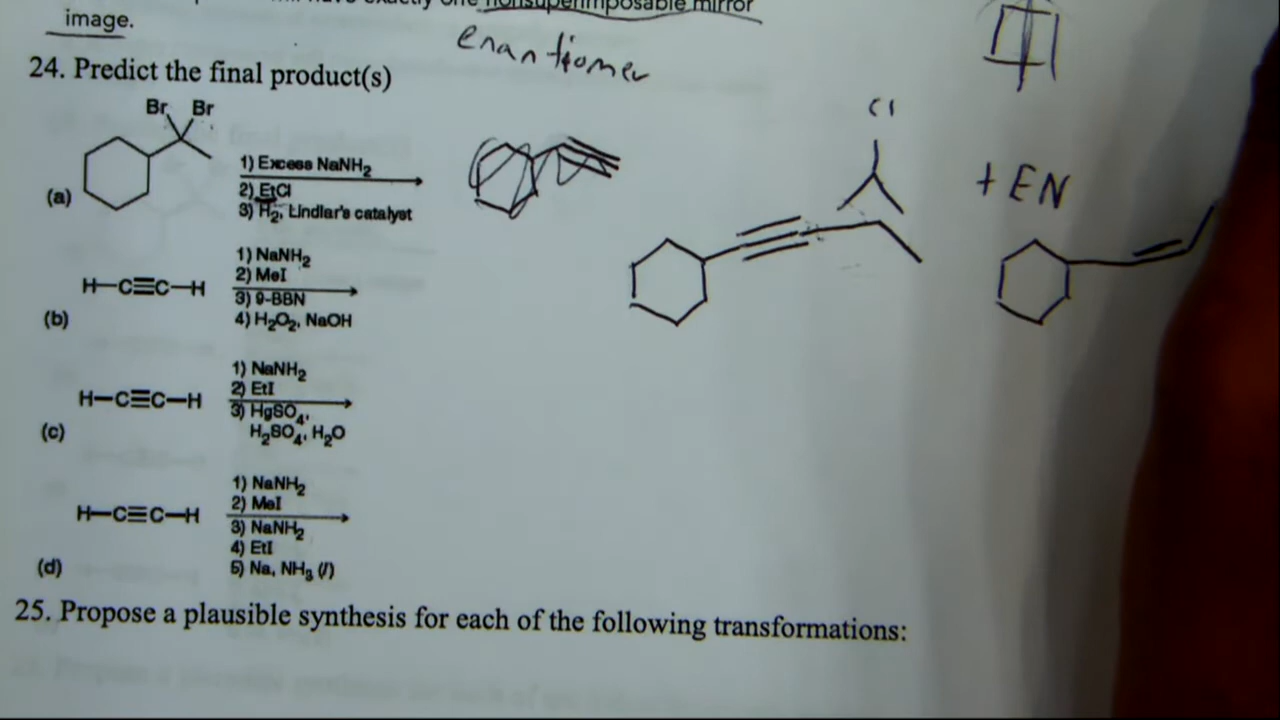 nonsuperimposable mirror
image.
enantiomer
24. Predict the final product(s)
Br Br
(a)
1) Excess NaNH2
2) EtCl
3) H2, Lindlar's catalyst
Cl
+ EN
H—C≡C—H
(b)
1) NaNH2
2) MeI
3) 9-BBN
4) H2O2, NaOH
H—C≡C—H
(c)
1) NaNH2
2) EtI
3) HgSO4,
H2SO4, H2O
H—C≡C—H
(d)
1) NaNH2
2) MeI
3) NaNH2
4) EtI
5) Na, NH3 (l)
25. Propose a plausible synthesis for each of the following transformations: